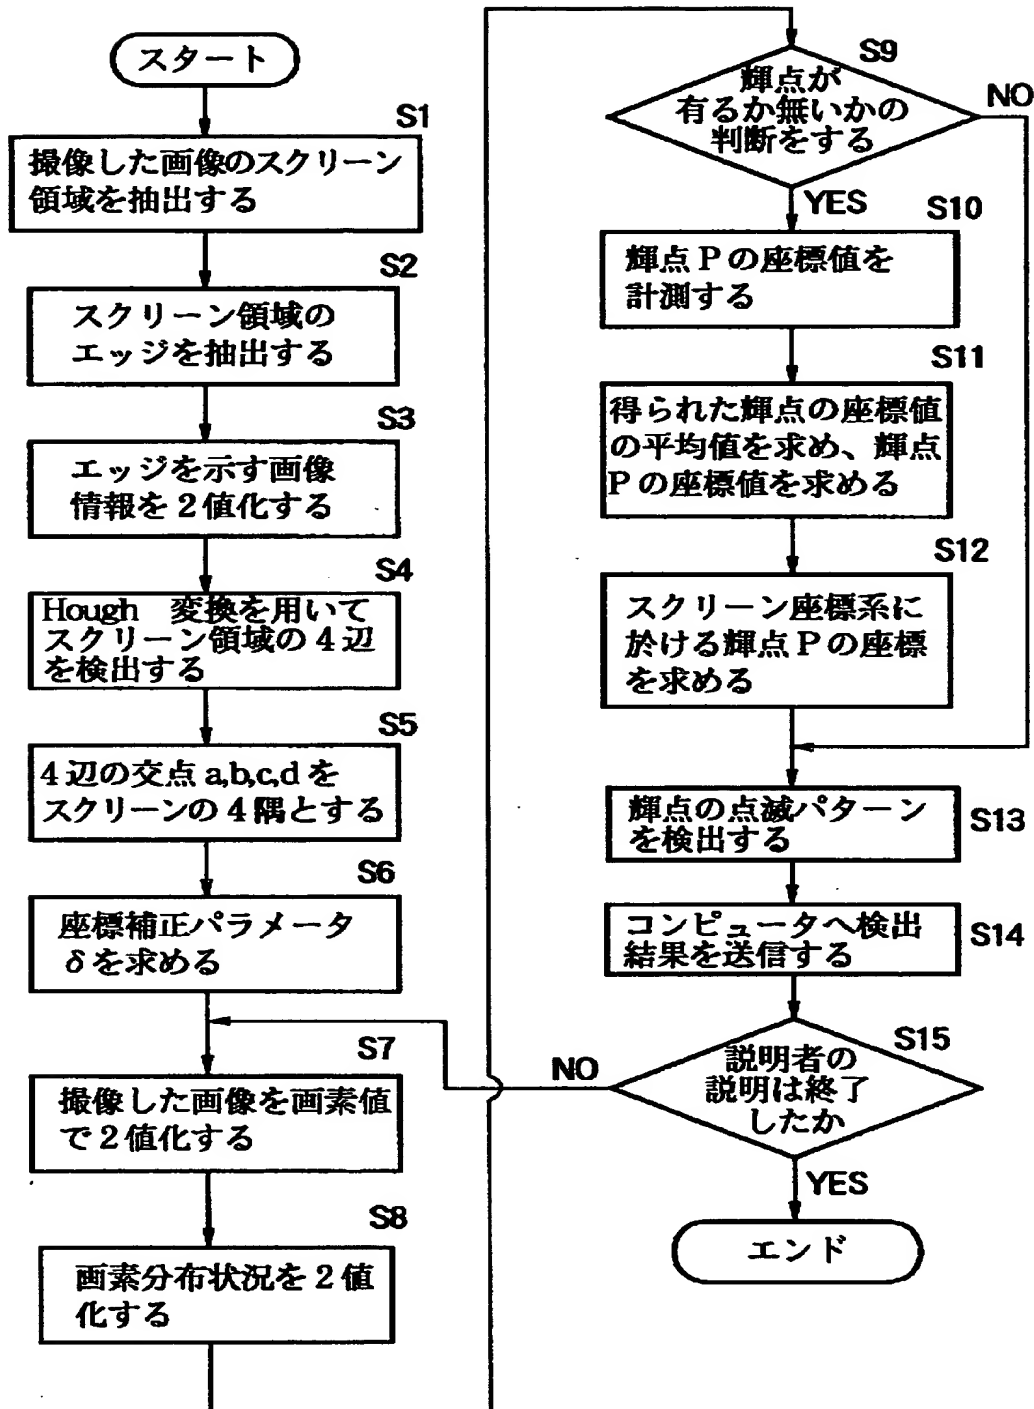 スタート
S1
撮像した画像のスクリーン
領域を抽出する
S2
スクリーン領域の
エッジを抽出する
S3
エッジを示す画像
情報を2値化する
S4
Hough 変換を用いて
スクリーン領域の4辺
を検出する
S5
4辺の交点a,b,c,dを
スクリーンの4隅とする
S6
座標補正パラメータ
δを求める
S7
撮像した画像を画素値
で2値化する
S8
画素分布状況を2値
化する
S9
輝点が
有るか無いかの
判断をする
NO
YES
S10
輝点Pの座標値を
計測する
S11
得られた輝点の座標値
の平均値を求め、輝点
Pの座標値を求める
S12
スクリーン座標系に
於ける輝点Pの座標
を求める
輝点の点滅パターン
を検出する
S13
コンピュータへ検出
結果を送信する
S14
S15
説明者の
説明は終了
したか
NO
YES
エンド